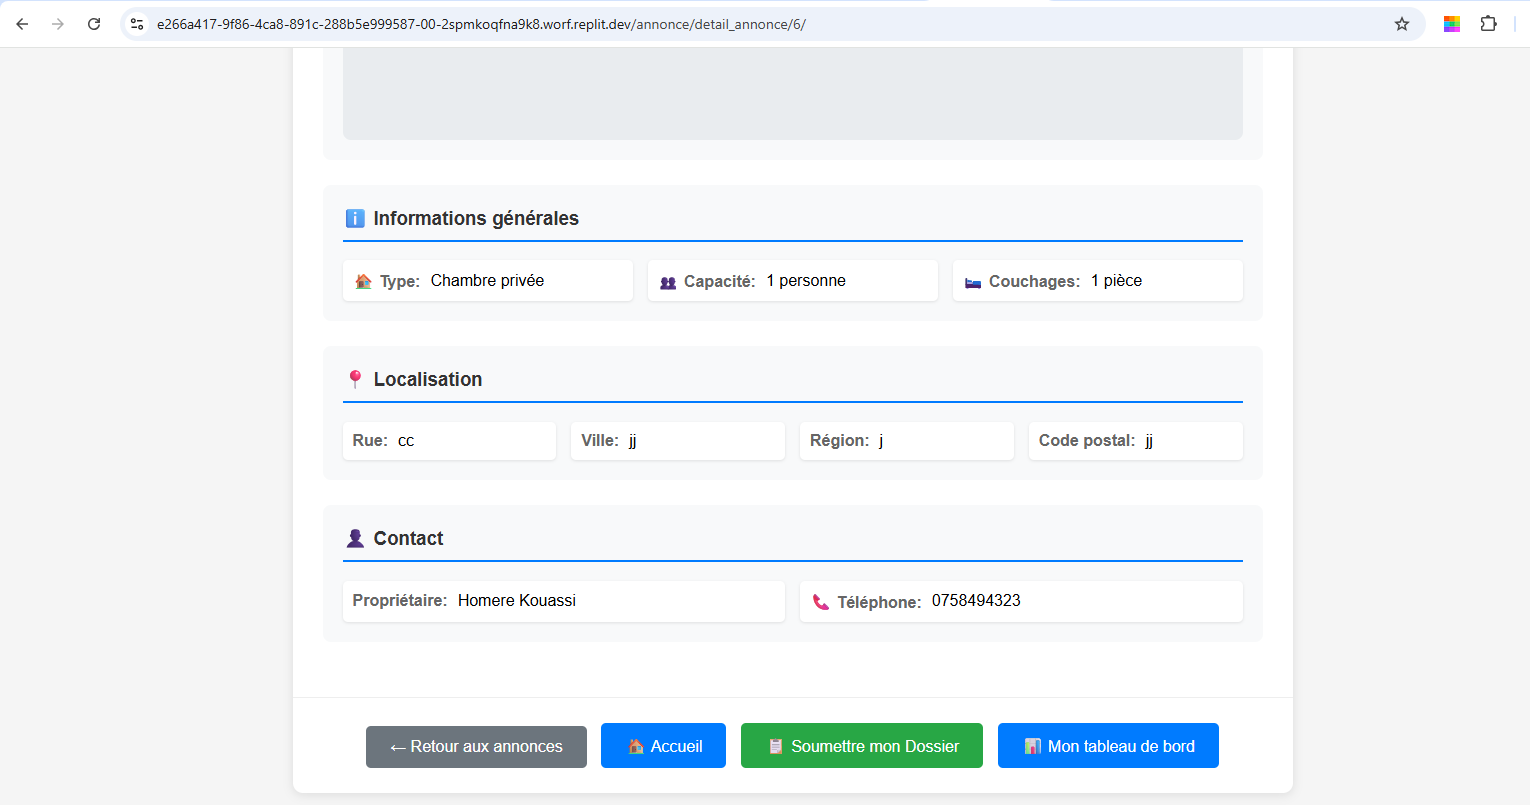 e266a417-9f86-4ca8-891c-288b5e999587-00-2spmkoqfna9k8.worf.replit.dev/annonce/detail_annonce/6/
Informations générales
Type: Chambre privée Capacité: 1 personne Couchages: 1 pièce
Localisation
Rue: cc Ville: jj Région: j Code postal: jj
Contact
Propriétaire: Homere Kouassi Téléphone: 0758494323
← Retour aux annonces Accueil Soumettre mon Dossier Mon tableau de bord